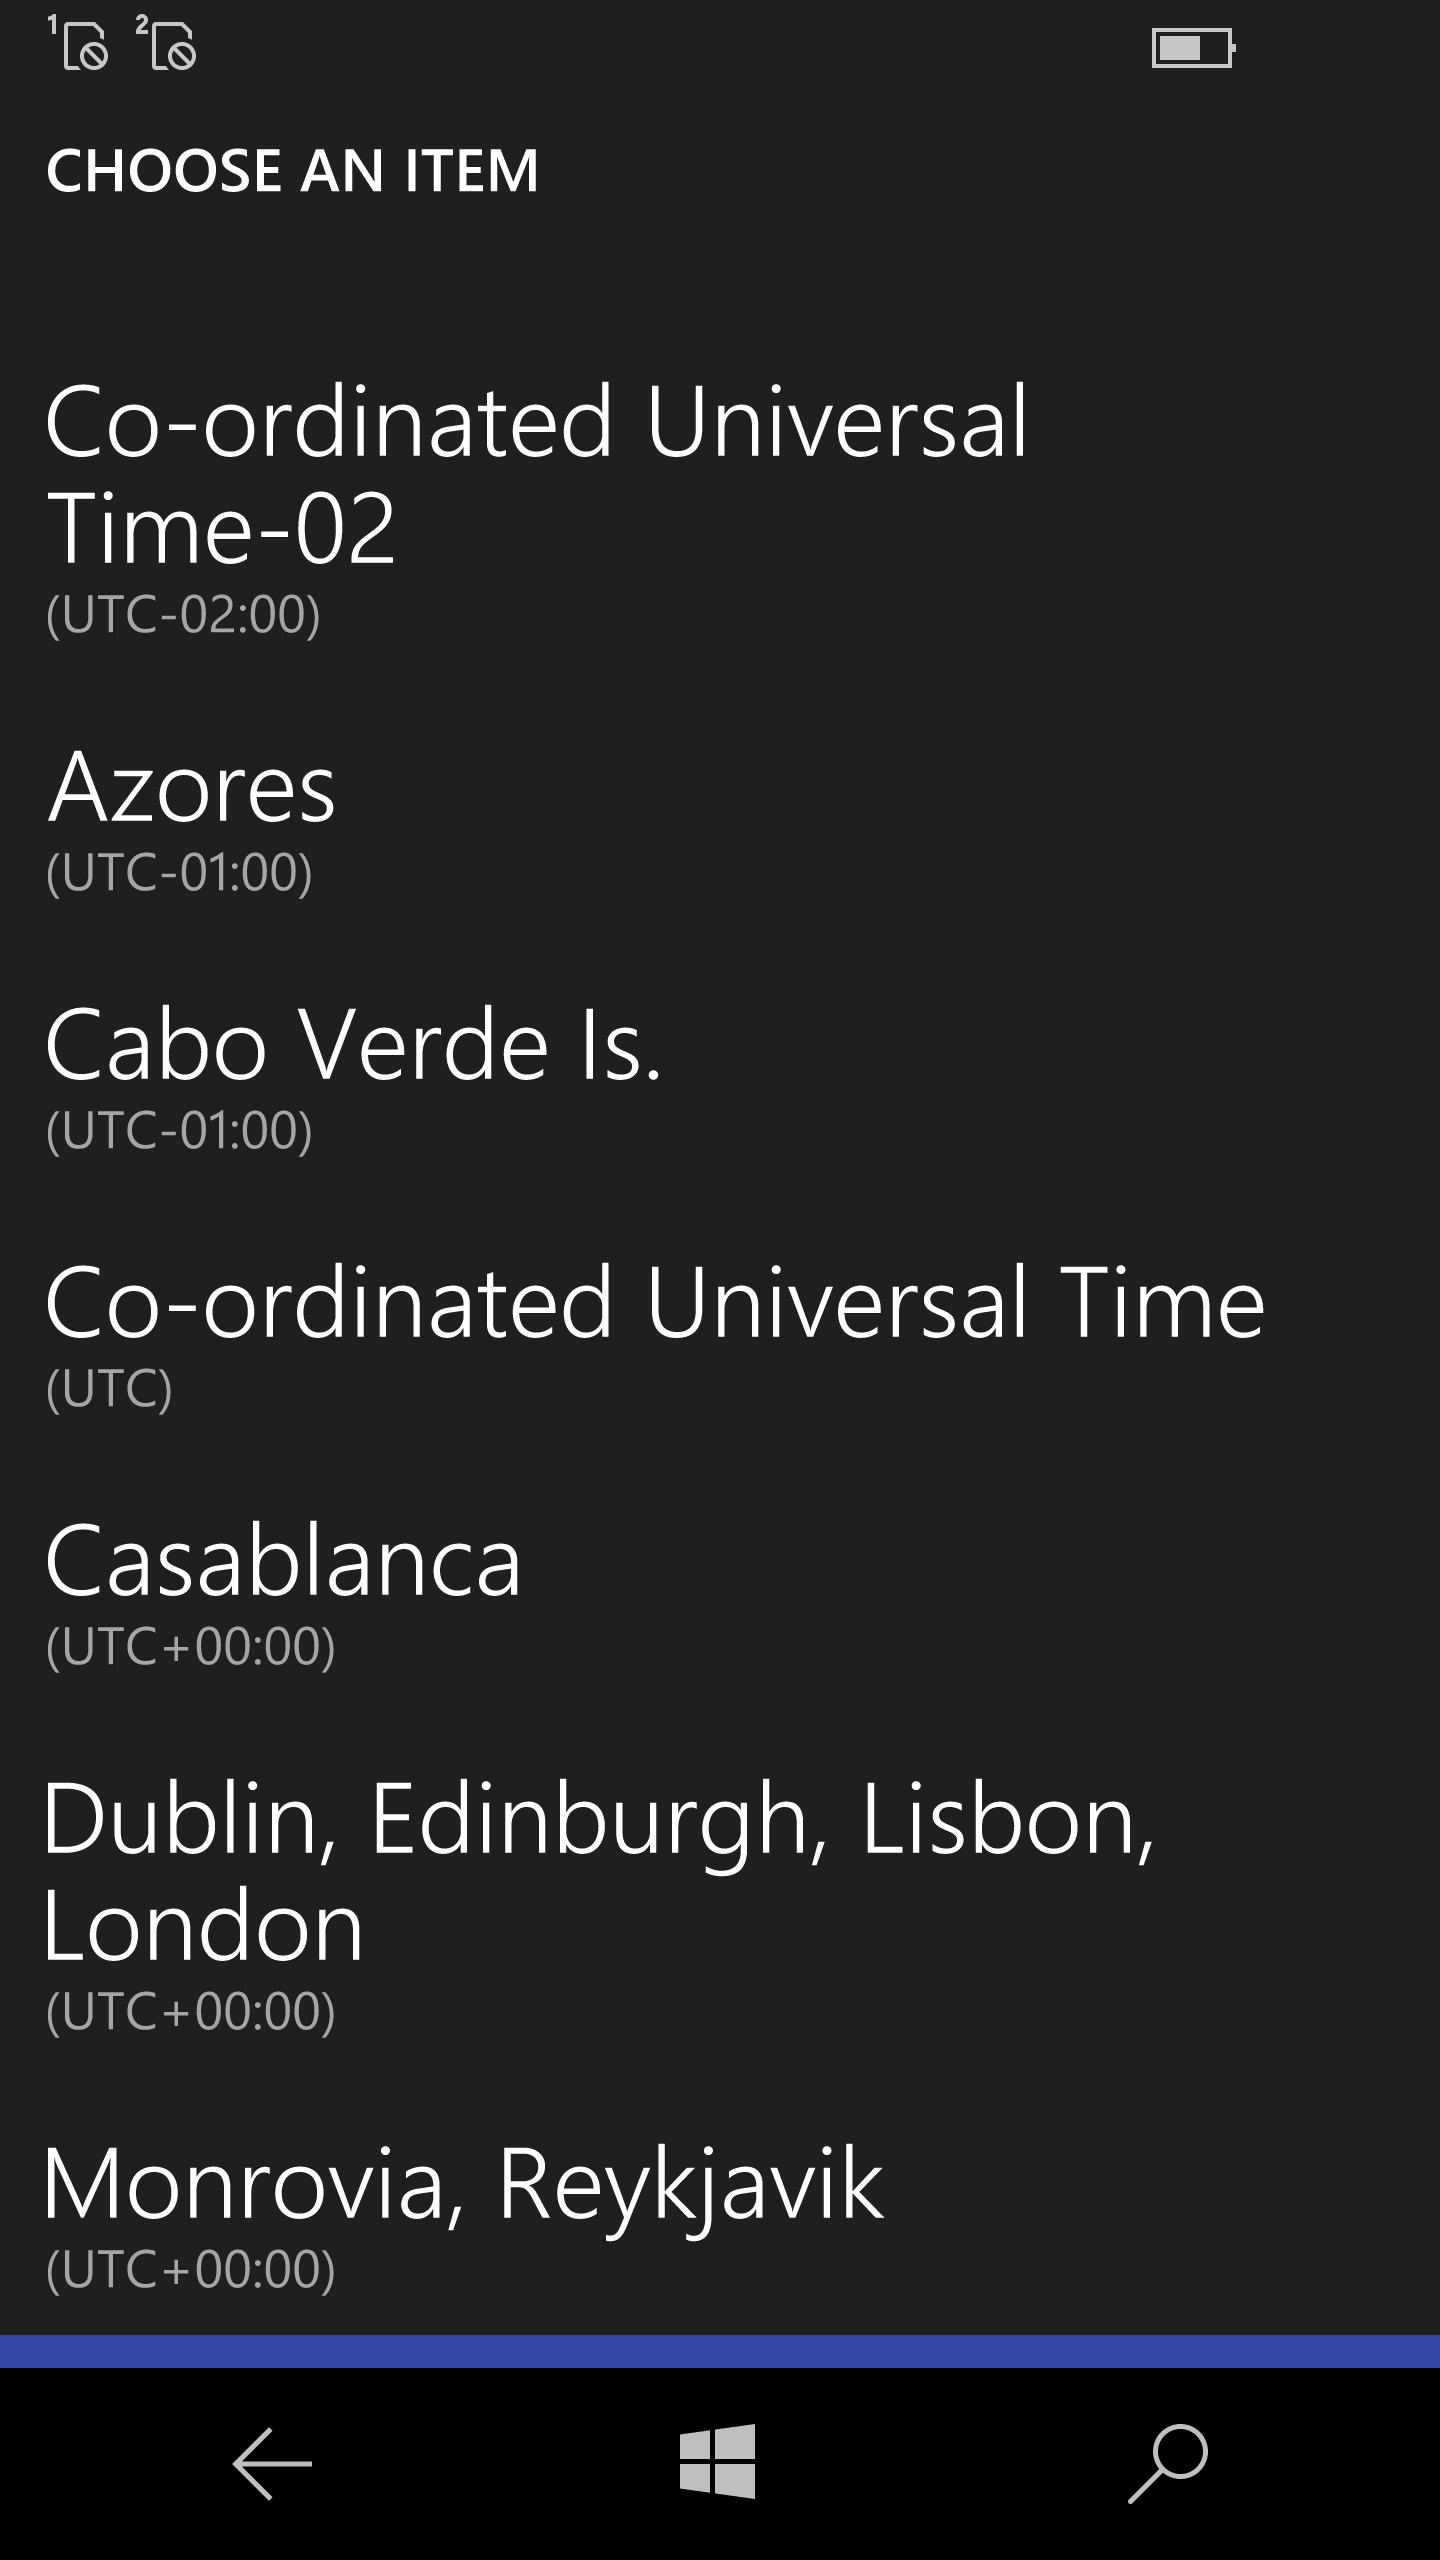 1 2
CHOOSE AN ITEM
Co-ordinated Universal
Time-02
(UTC-02:00)
Azores
(UTC-01:00)
Cabo Verde Is.
(UTC-01:00)
Co-ordinated Universal Time
(UTC)
Casablanca
(UTC+00:00)
Dublin, Edinburgh, Lisbon,
London
(UTC+00:00)
Monrovia, Reykjavik
(UTC+00:00)